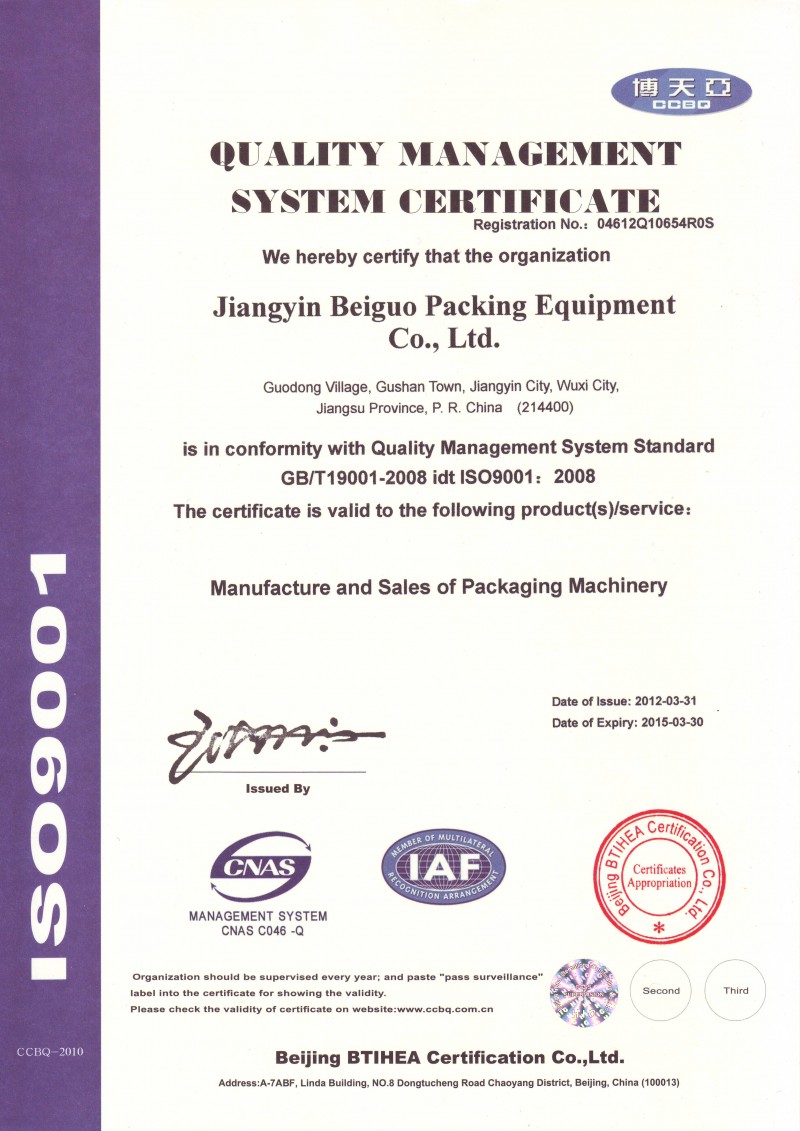 博天亞
CCBQ
QUALITY MANAGEMENT
SYSTEM CERTIFICATE
Registration No.: 04612Q10654R0S
We hereby certify that the organization
Jiangyin Beiguo Packing Equipment
Co., Ltd.
Guodong Village, Gushan Town, Jiangyin City, Wuxi City,
Jiangsu Province, P. R. China (214400)
is in conformity with Quality Management System Standard
GB/T19001-2008 idt ISO9001: 2008
The certificate is valid to the following product(s)/service:
Manufacture and Sales of Packaging Machinery
ISO9001
Date of Issue: 2012-03-31
Date of Expiry: 2015-03-30
Issued By
CNAS
MANAGEMENT SYSTEM
CNAS C046 -Q
MEMBER OF MULTILATERAL
IAF
RECOGNITION ARRANGEMENT
Beijing BTIHEA Certification Co., Ltd.
Certificates
Appropriation
Organization should be supervised every year; and paste "pass surveillance"
label into the certificate for showing the validity.
Please check the validity of certificate on website:www.ccbq.com.cn
Second
Third
CCBQ-2010
Beijing BTIHEA Certification Co.,Ltd.
Address:A-7ABF, Linda Building, NO.8 Dongtucheng Road Chaoyang District, Beijing, China (100013)